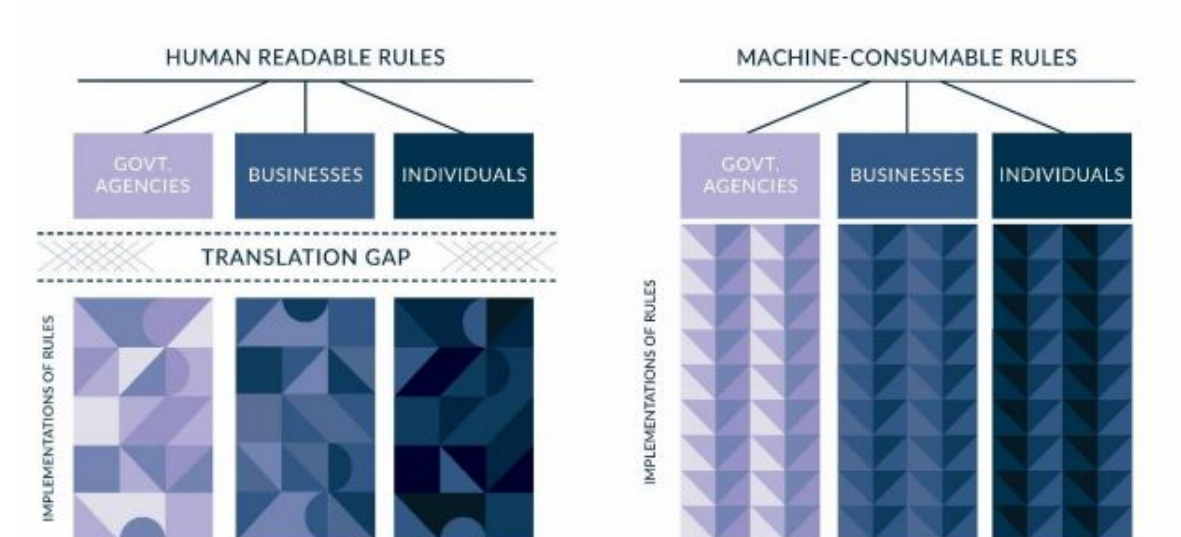 HUMAN READABLE RULES
GOVT.
AGENCIES
BUSINESSES
INDIVIDUALS
TRANSLATION GAP
IMPLEMENTATIONS OF RULES
MACHINE-CONSUMABLE RULES
GOVT.
AGENCIES
BUSINESSES
INDIVIDUALS
IMPLEMENTATIONS OF RULES